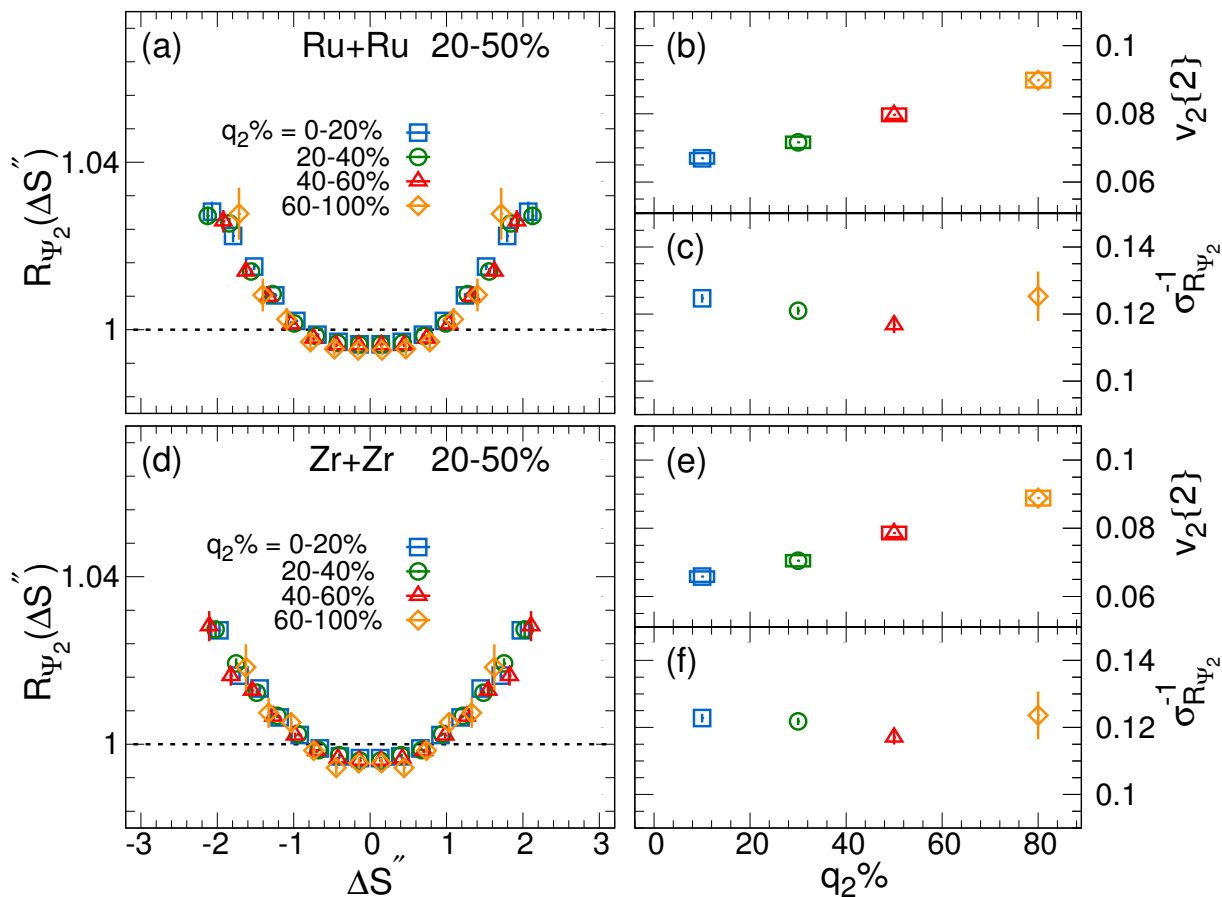 (a) Ru+Ru 20-50%
q₂% = 0-20%
20-40%
40-60%
60-100%
1.04
1
R_Ψ₂(ΔS″)
(b)
0.1
0.08
0.06
v₂{2}
(c)
0.14
0.12
0.1
σ⁻¹_R_Ψ₂
(d) Zr+Zr 20-50%
q₂% = 0-20%
20-40%
40-60%
60-100%
1.04
1
R_Ψ₂(ΔS″)
-3 -2 -1 0 1 2 3
ΔS″
(e)
0.1
0.08
0.06
v₂{2}
(f)
0.14
0.12
0.1
σ⁻¹_R_Ψ₂
0 20 40 60 80
q₂%